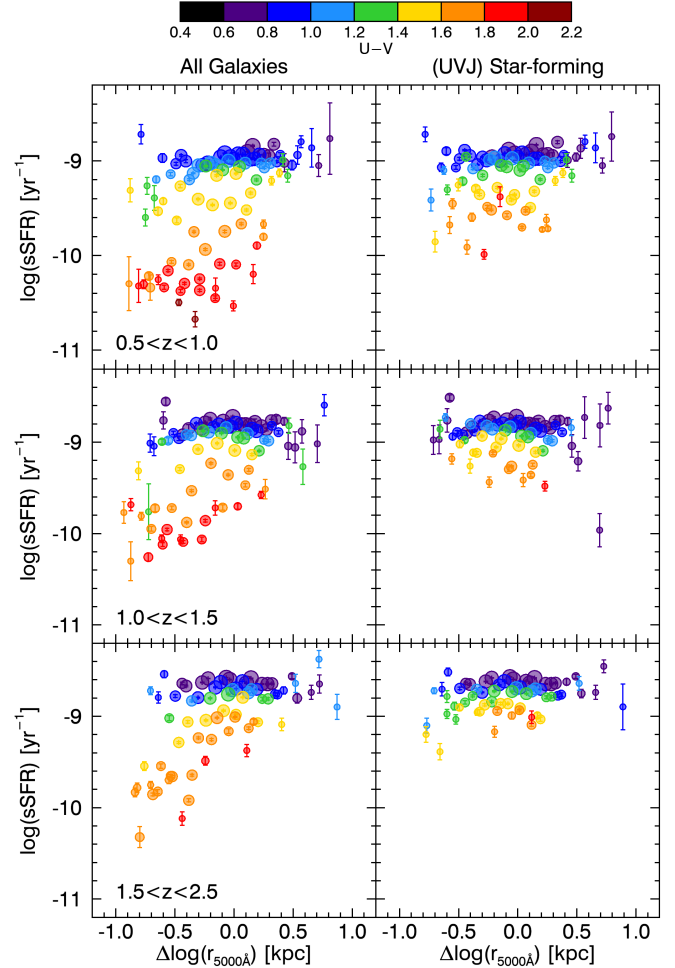 0.4 0.6 0.8 1.0 1.2 1.4 1.6 1.8 2.0 2.2
U−V
All Galaxies (UVJ) Star-forming
log(sSFR) [yr⁻¹]
-9
-10
-11
0.5<z<1.0
log(sSFR) [yr⁻¹]
-9
-10
-11
1.0<z<1.5
log(sSFR) [yr⁻¹]
-9
-10
-11
1.5<z<2.5
-1.0 -0.5 0.0 0.5 1.0 -1.0 -0.5 0.0 0.5 1.0
Δlog(r₅₀₀₀Å) [kpc] Δlog(r₅₀₀₀Å) [kpc]